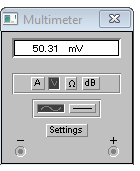 Multimeter
50.31 mV
A V Ω dB
Settings
− +